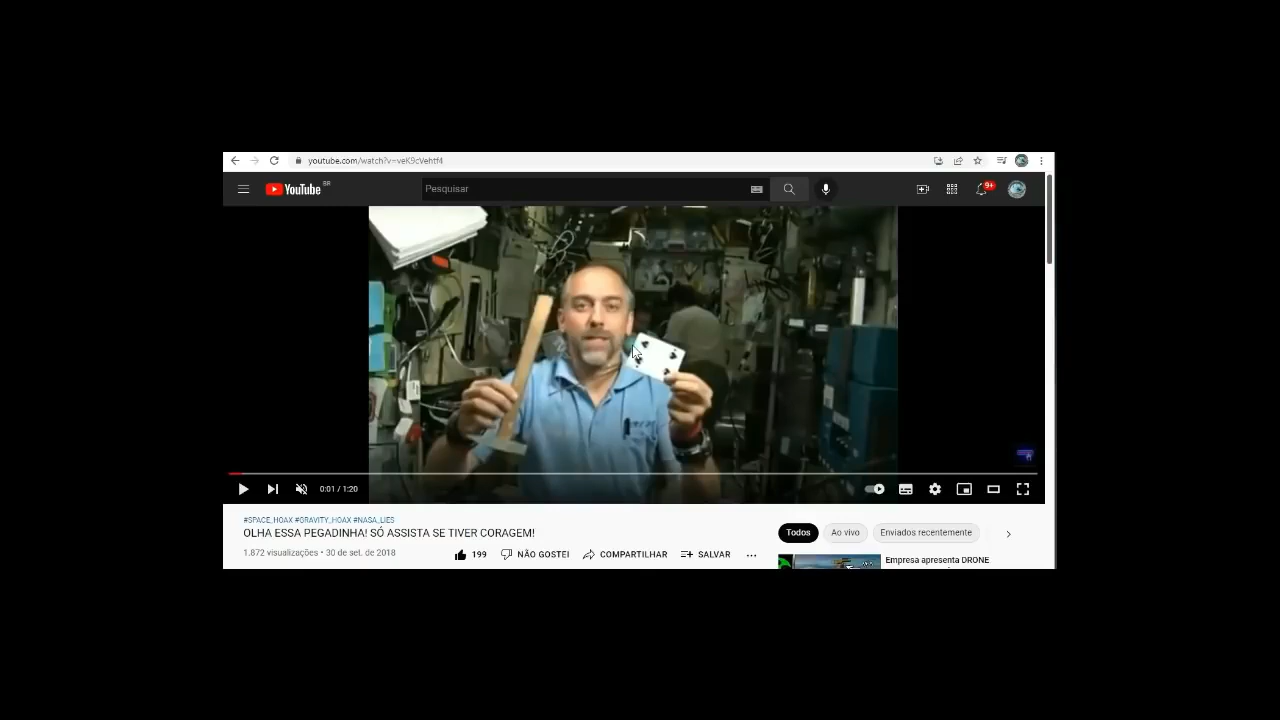 youtube.com/watch?v=veK9cVehtf4
YouTube BR
Pesquisar
9+
0:01 / 1:20
#SPACE_HOAX #GRAVITY_HOAX #NASA_LIES
OLHA ESSA PEGADINHA! SÓ ASSISTA SE TIVER CORAGEM!
1.872 visualizações • 30 de set. de 2018
199 NÃO GOSTEI COMPARTILHAR SALVAR
Todos Ao vivo Enviados recentemente
Empresa apresenta DRONE